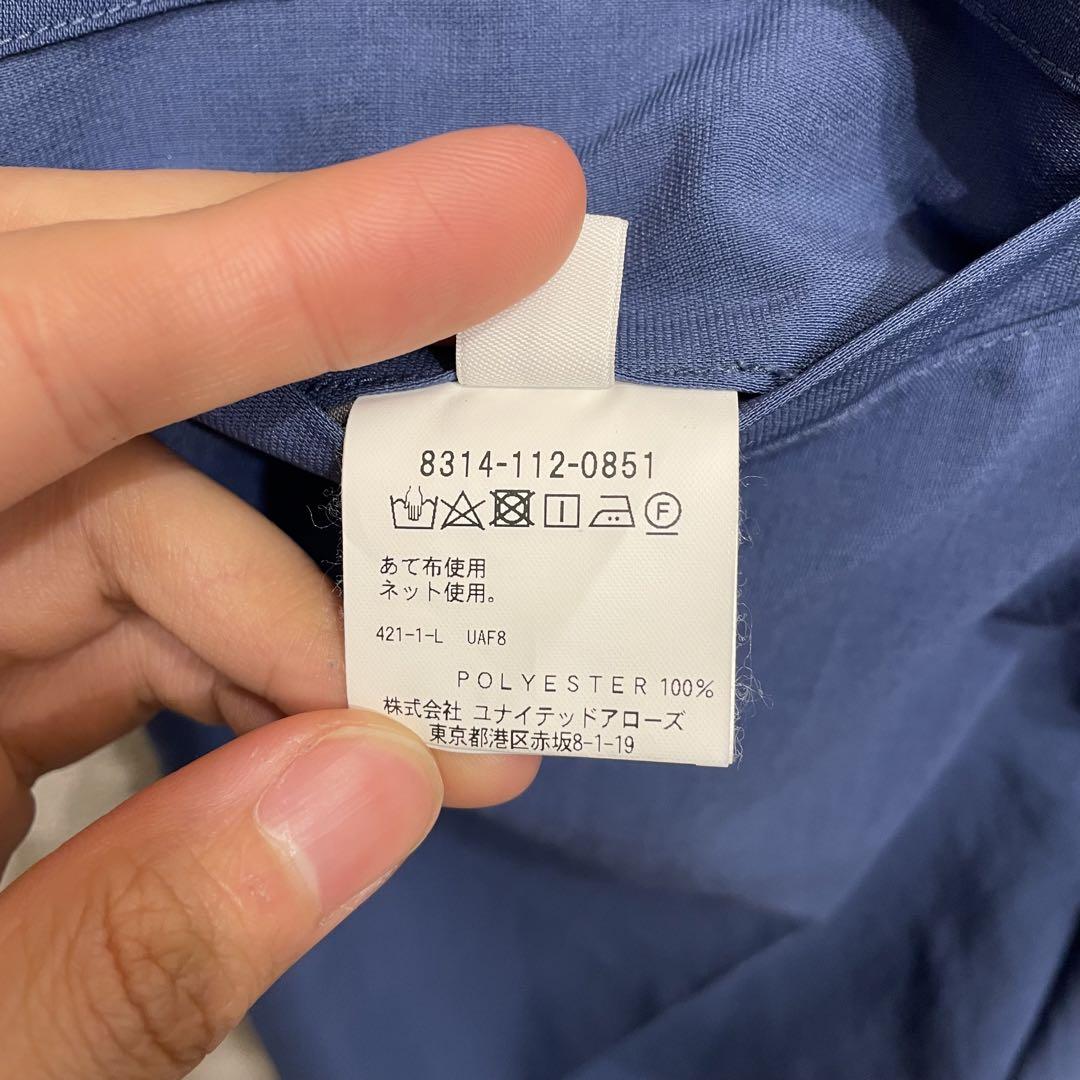 8314-112-0851
F
あて布使用
ネット使用。
421-1-L UAF8
POLYESTER 100%
株式会社 ユナイテッドアローズ
東京都港区赤坂8-1-19